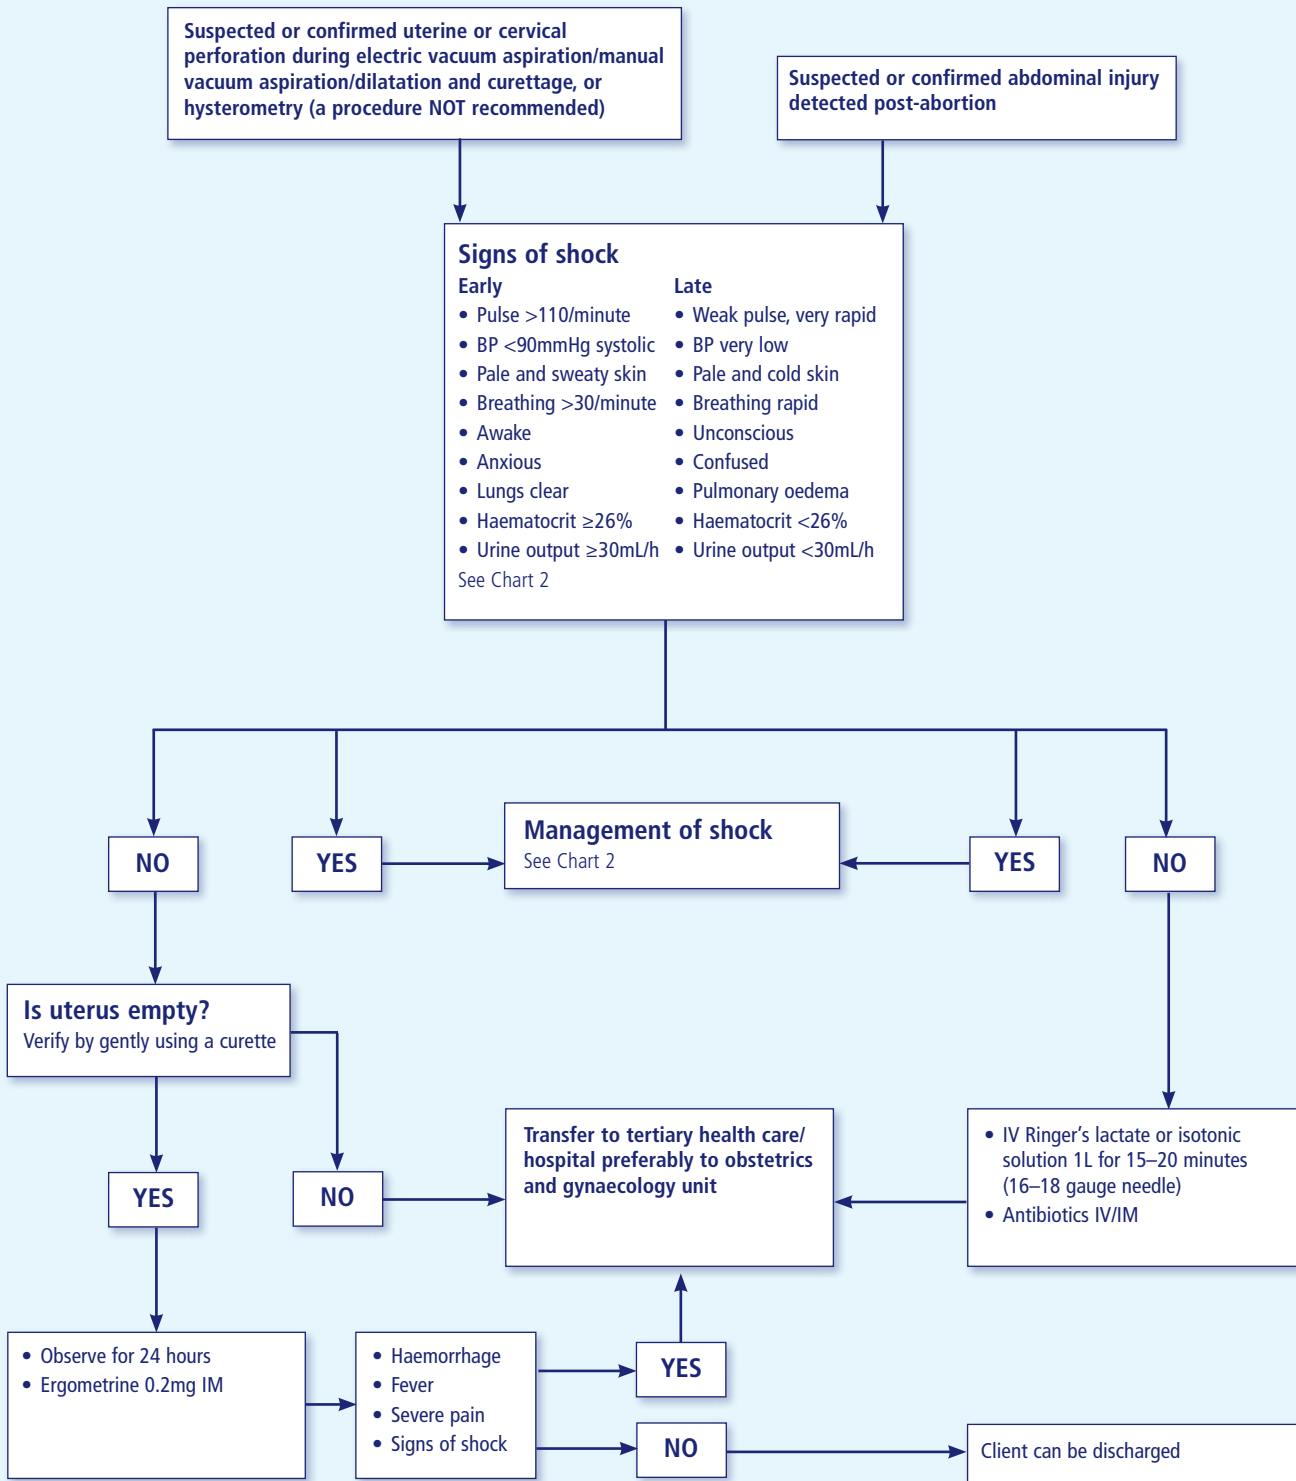 Suspected or confirmed uterine or cervical
perforation during electric vacuum aspiration/manual
vacuum aspiration/dilatation and curettage, or
hysterometry (a procedure NOT recommended)
Suspected or confirmed abdominal injury
detected post-abortion
Signs of shock
Early
• Pulse >110/minute
• BP <90mmHg systolic
• Pale and sweaty skin
• Breathing >30/minute
• Awake
• Anxious
• Lungs clear
• Haematocrit ≥26%
• Urine output ≥30mL/h
See Chart 2
Late
• Weak pulse, very rapid
• BP very low
• Pale and cold skin
• Breathing rapid
• Unconscious
• Confused
• Pulmonary oedema
• Haematocrit <26%
• Urine output <30mL/h
NO
YES
Management of shock
See Chart 2
YES
NO
Is uterus empty?
Verify by gently using a curette
YES
NO
Transfer to tertiary health care/
hospital preferably to obstetrics
and gynaecology unit
• IV Ringer's lactate or isotonic
solution 1L for 15–20 minutes
(16–18 gauge needle)
• Antibiotics IV/IM
• Observe for 24 hours
• Ergometrine 0.2mg IM
• Haemorrhage
• Fever
• Severe pain
• Signs of shock
YES
NO
Client can be discharged